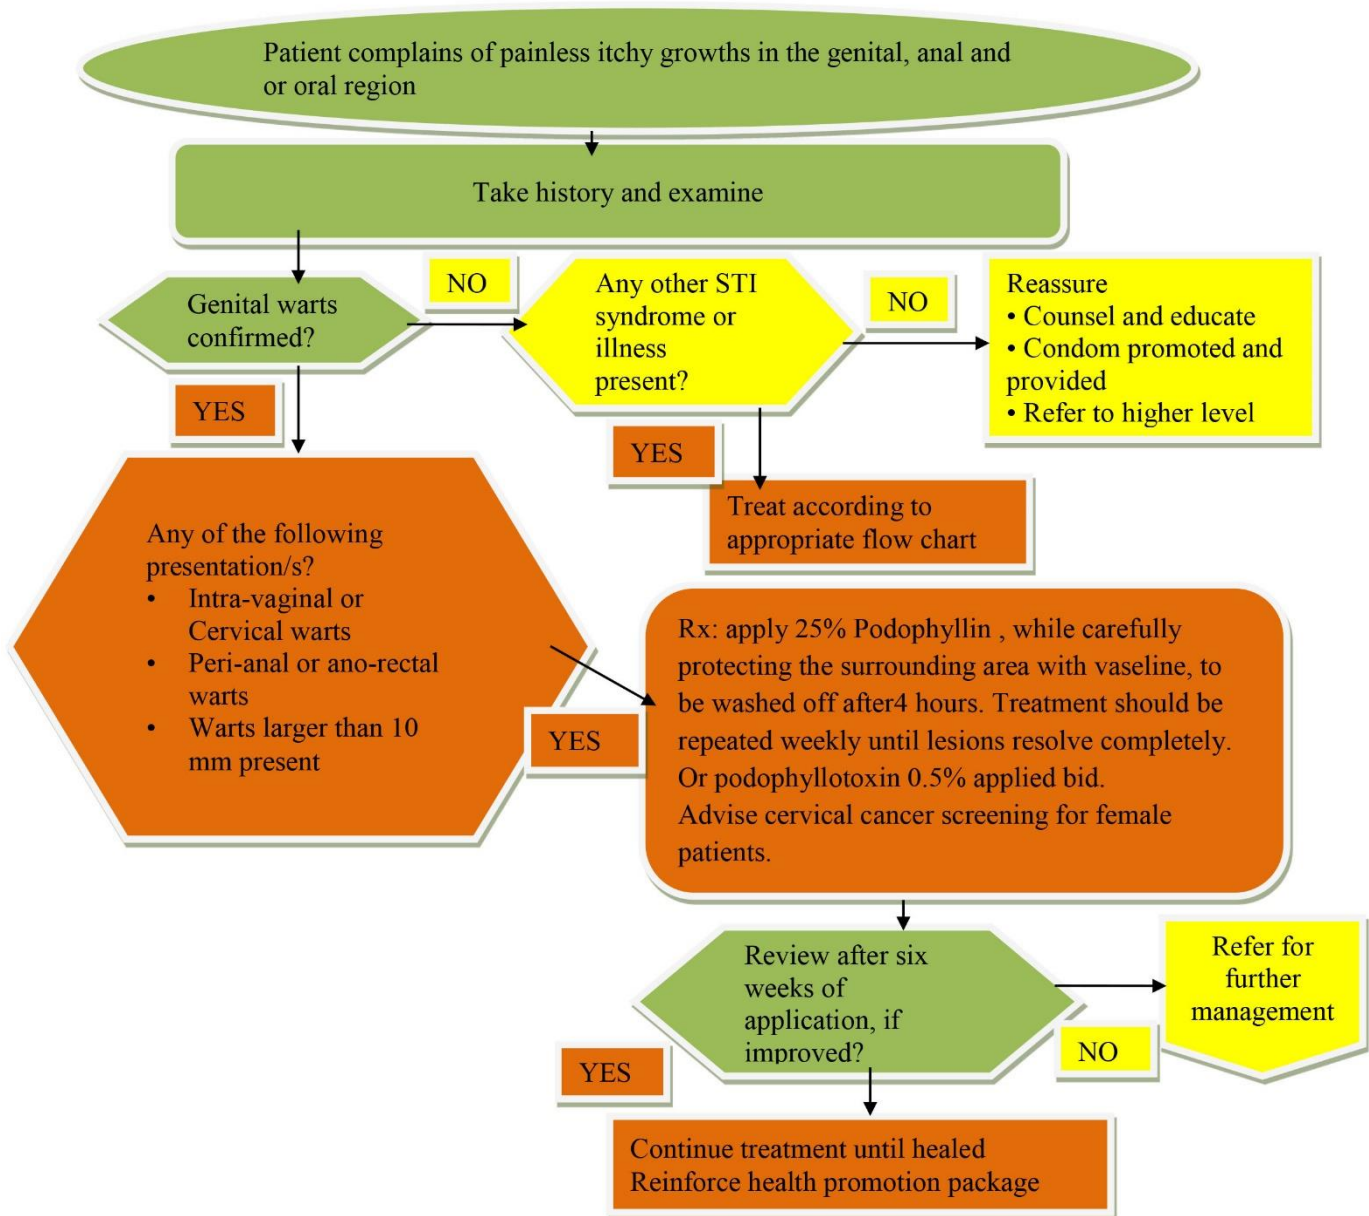 Patient complains of painless itchy growths in the genital, anal and
or oral region
Take history and examine
Genital warts
confirmed?
NO
Any other STI
syndrome or
illness
present?
NO
Reassure
• Counsel and educate
• Condom promoted and
provided
• Refer to higher level
YES
YES
Treat according to
appropriate flow chart
Any of the following
presentation/s?
• Intra-vaginal or
Cervical warts
• Peri-anal or ano-rectal
warts
• Warts larger than 10
mm present
YES
Rx: apply 25% Podophyllin , while carefully
protecting the surrounding area with vaseline, to
be washed off after4 hours. Treatment should be
repeated weekly until lesions resolve completely.
Or podophyllotoxin 0.5% applied bid.
Advise cervical cancer screening for female
patients.
Review after six
weeks of
application, if
improved?
NO
Refer for
further
management
YES
Continue treatment until healed
Reinforce health promotion package